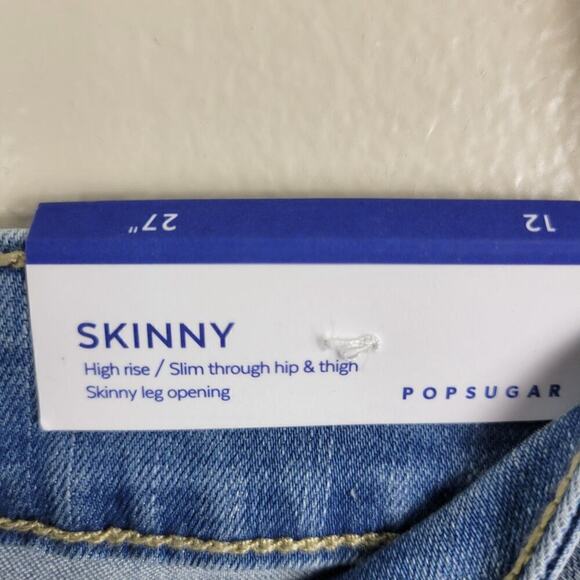 27" 12
SKINNY
High rise / Slim through hip & thigh
Skinny leg opening
POPSUGAR